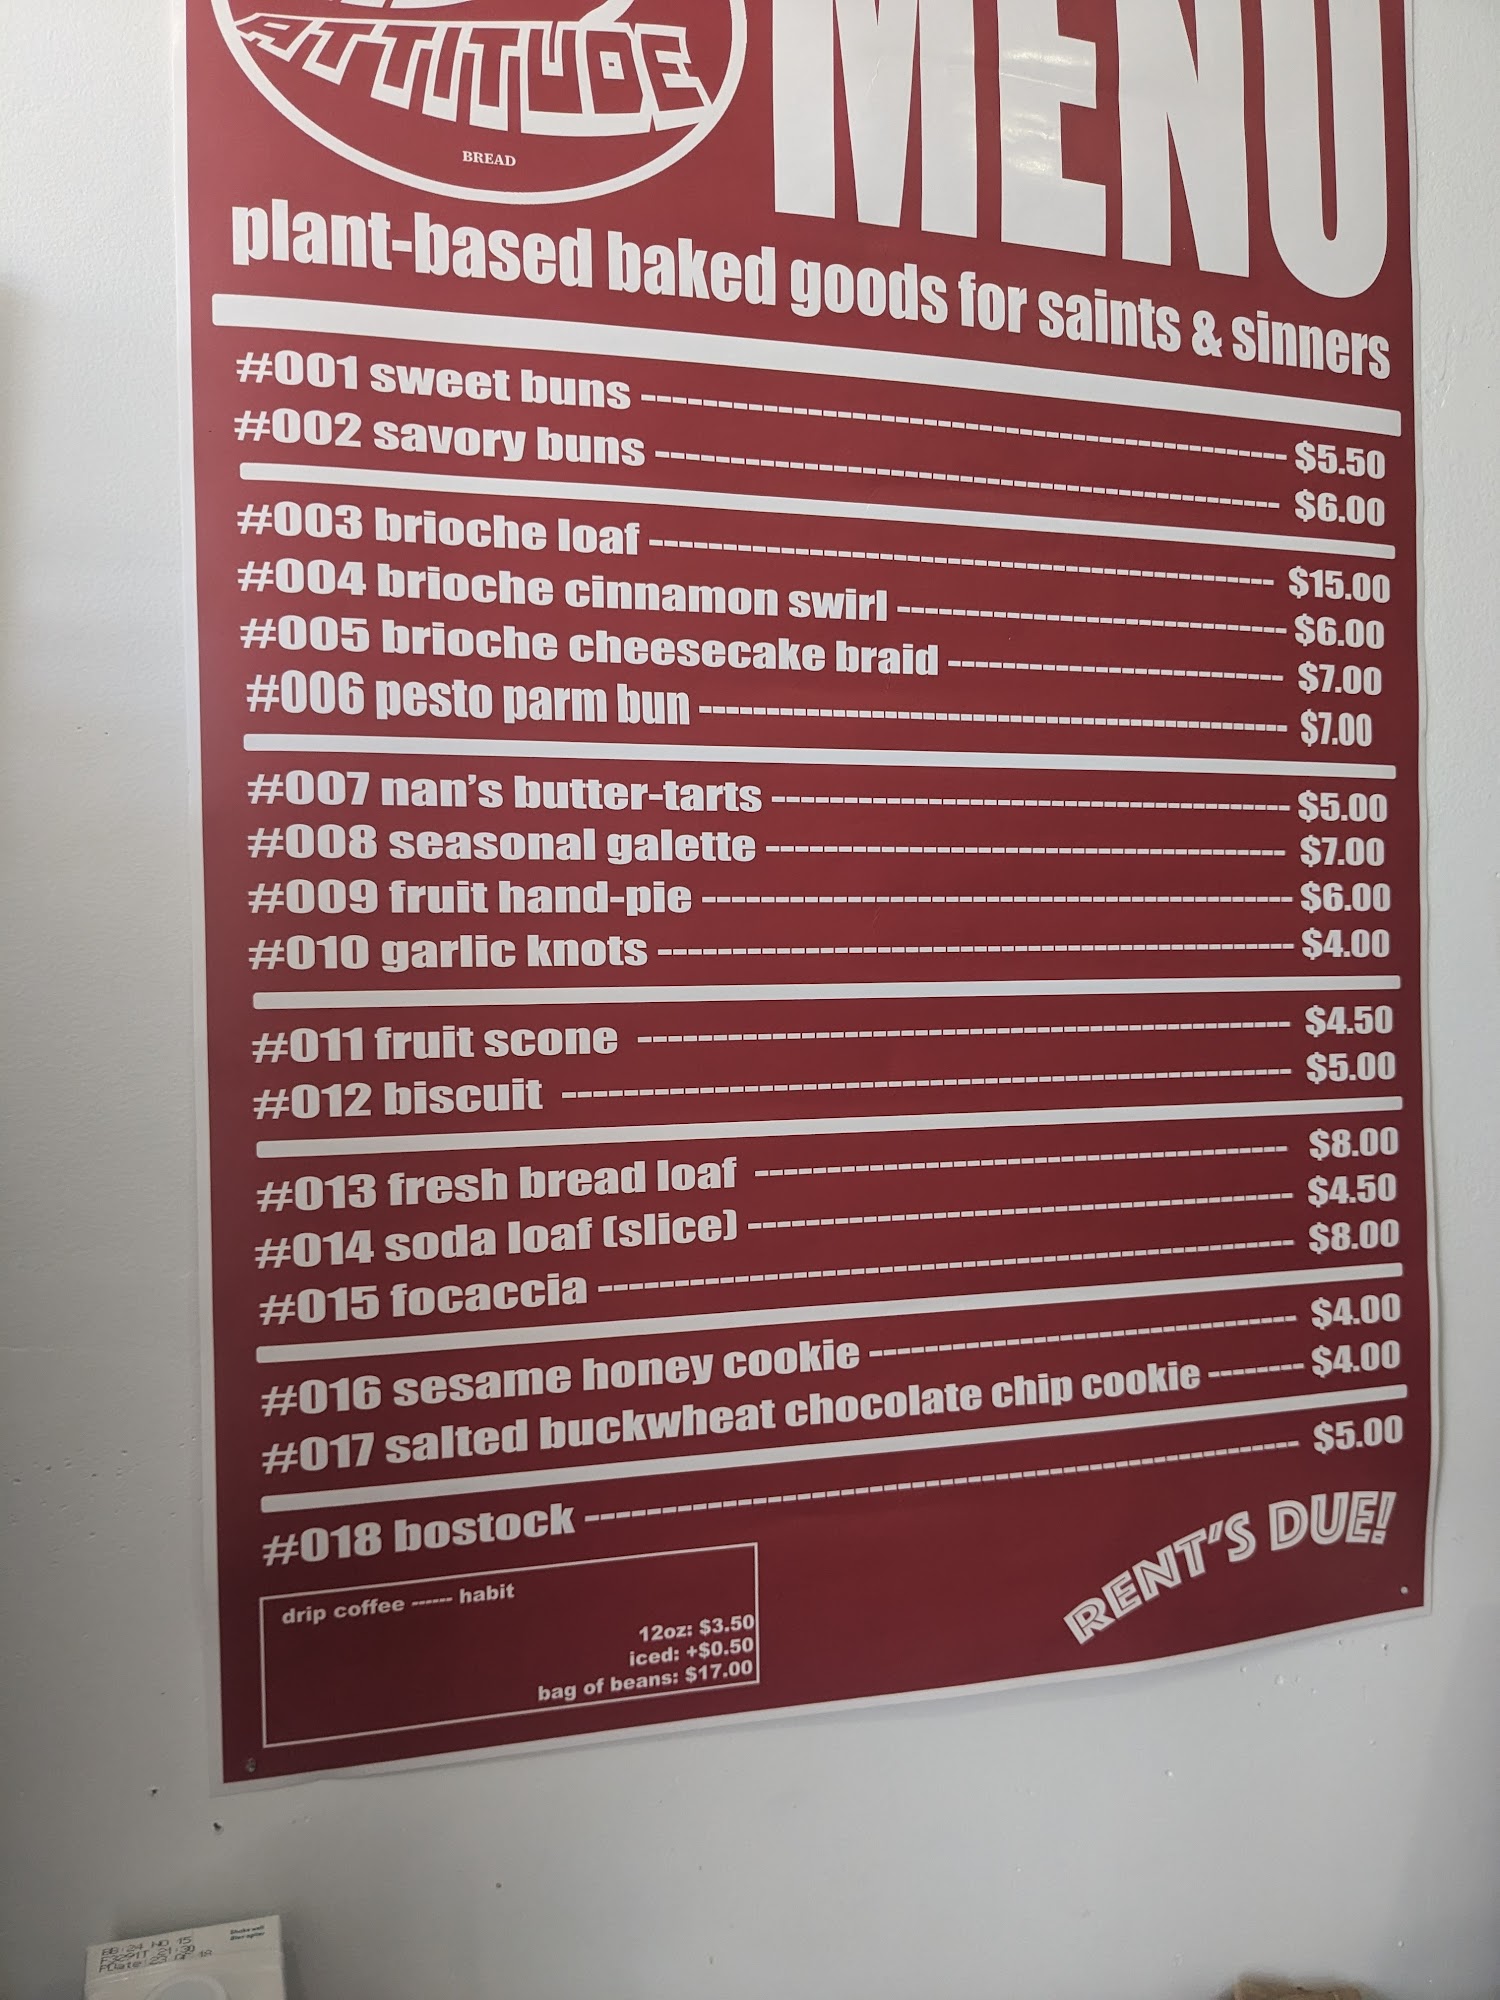 ATTITUDE
BREAD
MENU
plant-based baked goods for saints & sinners
#001 sweet buns ---------- $5.50
#002 savory buns ---------- $6.00
#003 brioche loaf ---------- $15.00
#004 brioche cinnamon swirl ---------- $6.00
#005 brioche cheesecake braid ---------- $7.00
#006 pesto parm bun ---------- $7.00
#007 nan's butter-tarts ---------- $5.00
#008 seasonal galette ---------- $7.00
#009 fruit hand-pie ---------- $6.00
#010 garlic knots ---------- $4.00
#011 fruit scone ---------- $4.50
#012 biscuit ---------- $5.00
#013 fresh bread loaf ---------- $8.00
#014 soda loaf (slice) ---------- $4.50
#015 focaccia ---------- $8.00
#016 sesame honey cookie ---------- $4.00
#017 salted buckwheat chocolate chip cookie ------- $4.00
#018 bostock ---------- $5.00
RENT'S DUE!
drip coffee ------ habit
12oz: $3.50
iced: +$0.50
bag of beans: $17.00
Shake well
Bien agiter